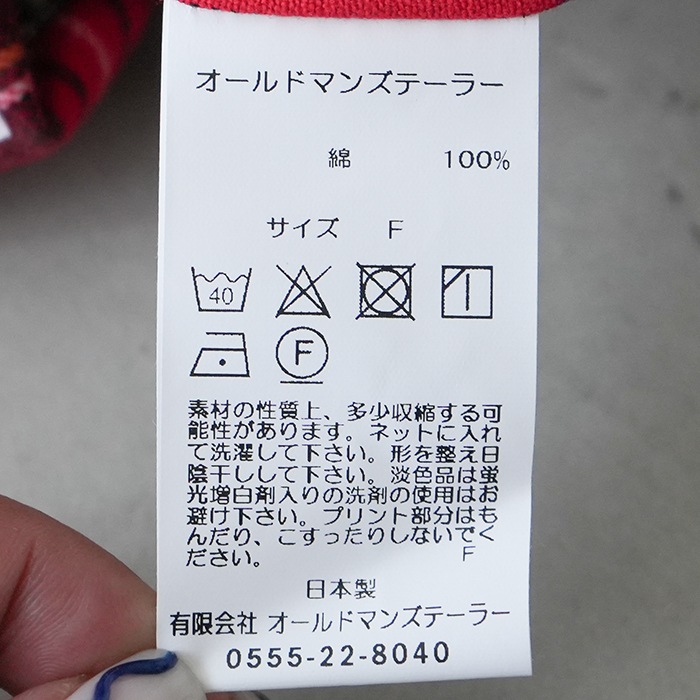 オールドマンズテーラー
綿 100%
サイズ F
40
F
素材の性質上、多少収縮する可
能性があります。ネットに入れ
て洗濯して下さい。形を整え日
陰干しして下さい。淡色品は蛍
光増白剤入りの洗剤の使用はお
避け下さい。プリント部分はも
んだり、こすったりしないでく
ださい。 F
日本製
有限会社 オールドマンズテーラー
0555-22-8040